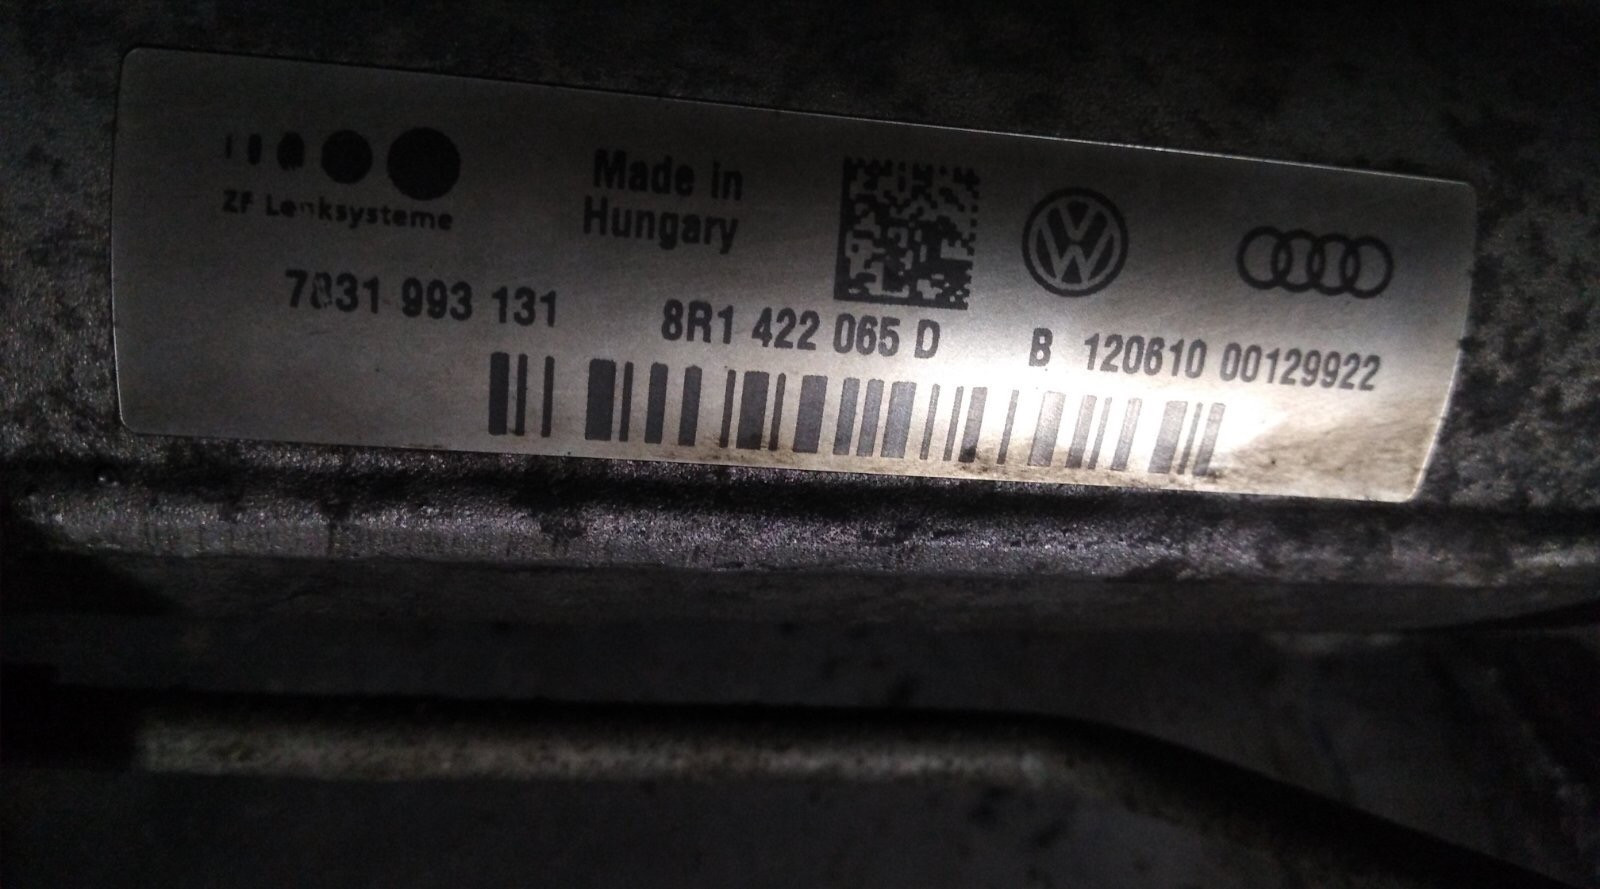 ZF Lenksysteme
Made in
Hungary
7831 993 131
8R1 422 065 D
B 120610 00129922